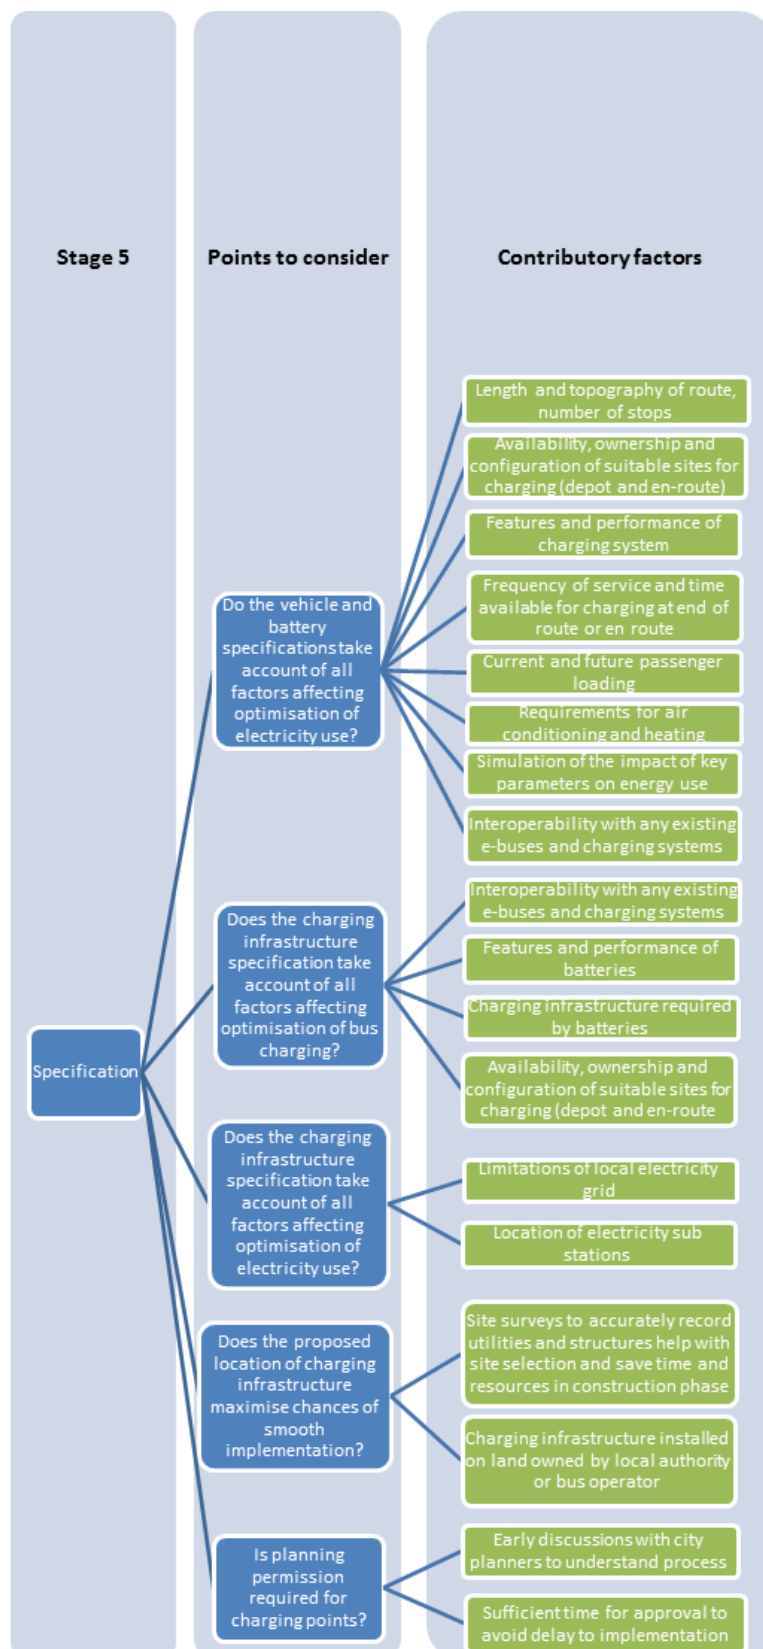 Stage 5
Points to consider
Contributory factors
Specification
Do the vehicle and
battery
specifications take
account of all
factors affecting
optimisation of
electricity use?
Length and topography of route,
number of stops
Availability, ownership and
configuration of suitable sites for
charging (depot and en-route)
Features and performance of
charging system
Frequency of service and time
available for charging at end of
route or en route
Current and future passenger
loading
Requirements for air
conditioning and heating
Simulation of the impact of key
parameters on energy use
Interoperability with any existing
e-buses and charging systems
Does the charging
infrastructure
specification take
account of all
factors affecting
optimisation of bus
charging?
Interoperability with any existing
e-buses and charging systems
Features and performance of
batteries
Charging infrastructure required
by batteries
Availability, ownership and
configuration of suitable sites for
charging (depot and en-route
Does the charging
infrastructure
specification take
account of all
factors affecting
optimisation of
electricity use?
Limitations of local electricity
grid
Location of electricity sub
stations
Does the proposed
location of charging
infrastructure
maximise chances of
smooth
implementation?
Site surveys to accurately record
utilities and structures help with
site selection and save time and
resources in construction phase
Charging infrastructure installed
on land owned by local authority
or bus operator
Is planning
permission
required for
charging points?
Early discussions with city
planners to understand process
Sufficient time for approval to
avoid delay to implementation